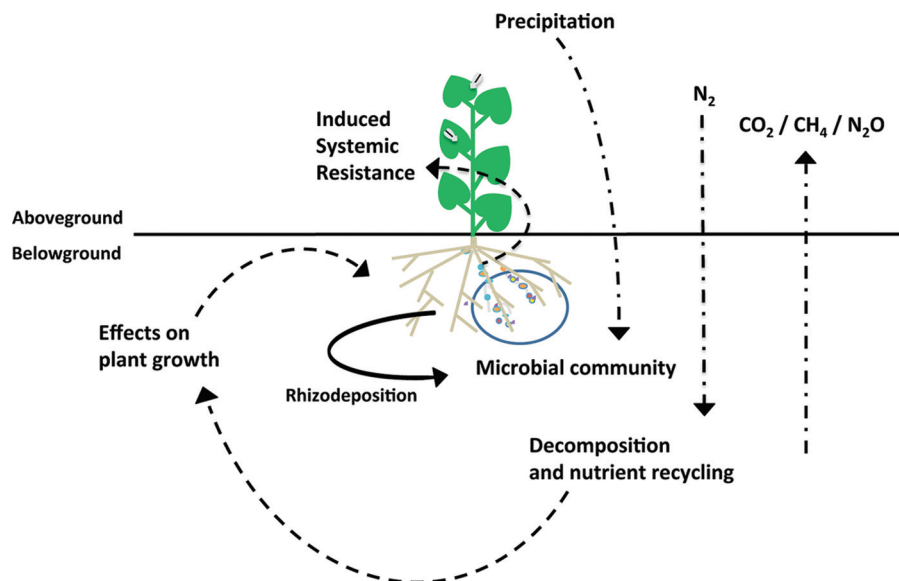 Precipitation
N₂
CO₂ / CH₄ / N₂O
Induced
Systemic
Resistance
Aboveground
Belowground
Effects on
plant growth
Rhizodeposition
Microbial community
Decomposition
and nutrient recycling